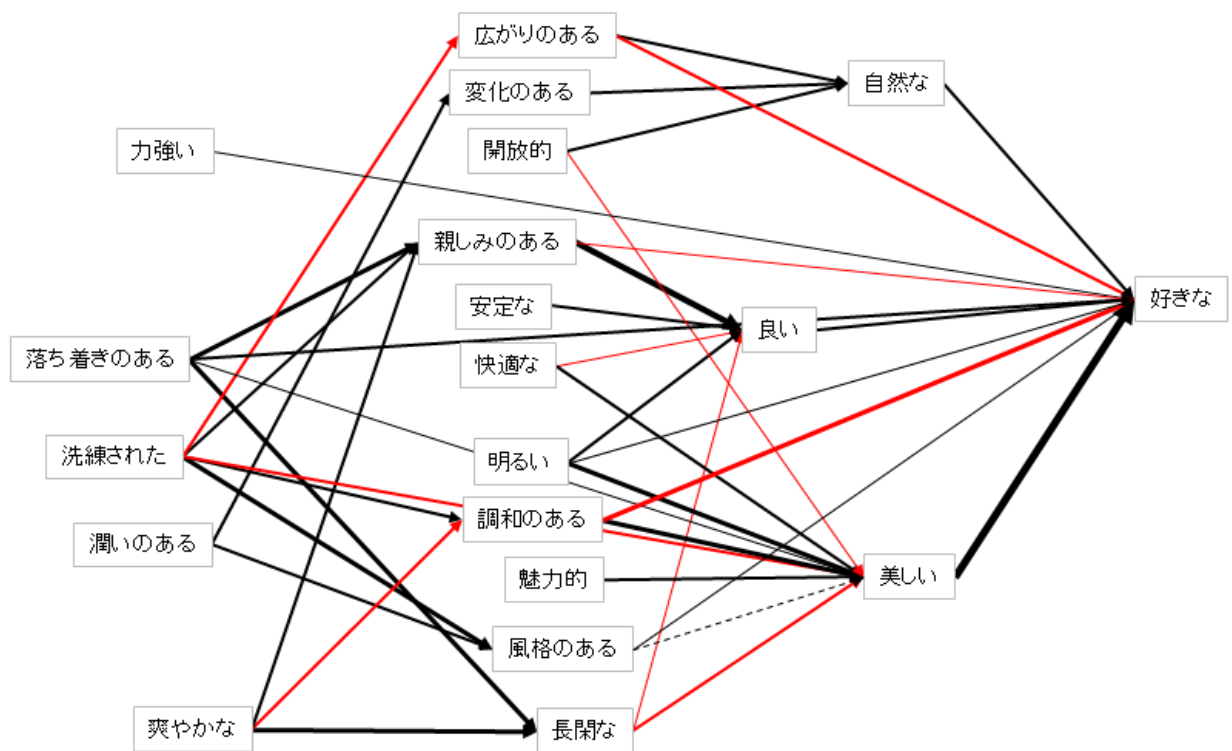 広がりのある
変化のある
自然な
力強い
開放的
親しみのある
好きな
安定な
良い
落ち着きのある
快適な
洗練された
明るい
調和のある
潤いのある
魅力的
美しい
風格のある
爽やかな
長閑な